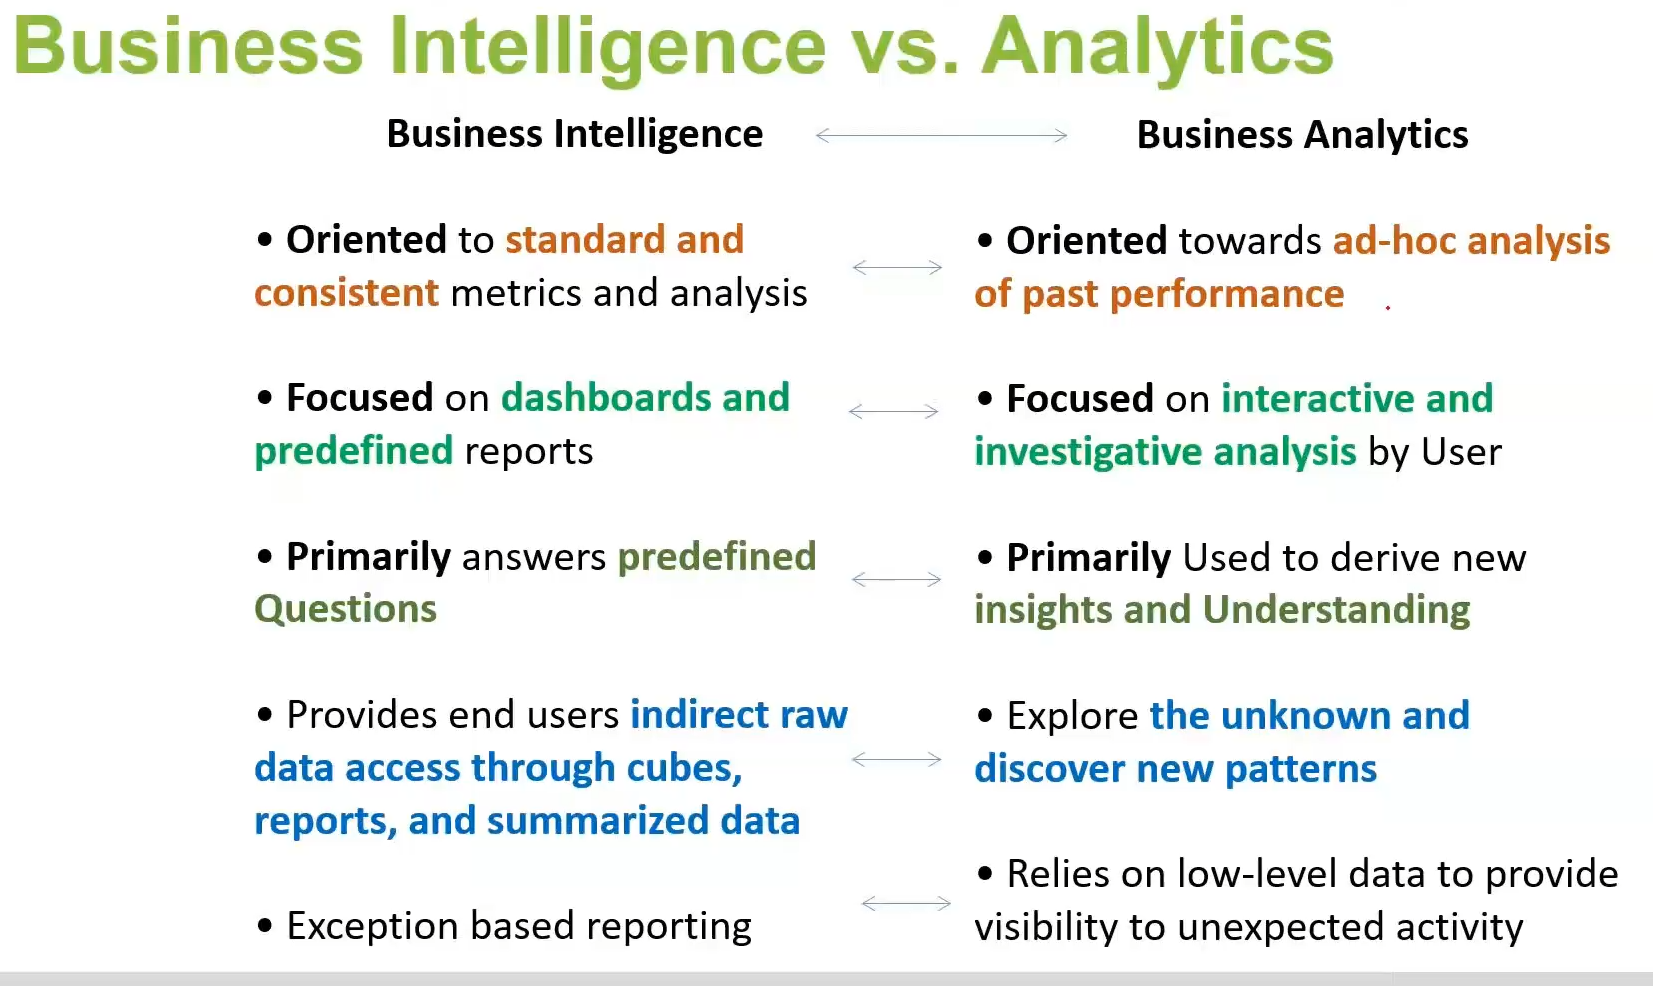 Business Intelligence vs. Analytics
Business Intelligence
Business Analytics
• Oriented to standard and
consistent metrics and analysis
• Oriented towards ad-hoc analysis
of past performance
• Focused on dashboards and
predefined reports
• Focused on interactive and
investigative analysis by User
• Primarily answers predefined
Questions
• Primarily Used to derive new
insights and Understanding
• Provides end users indirect raw
data access through cubes,
reports, and summarized data
• Explore the unknown and
discover new patterns
• Exception based reporting
• Relies on low-level data to provide
visibility to unexpected activity